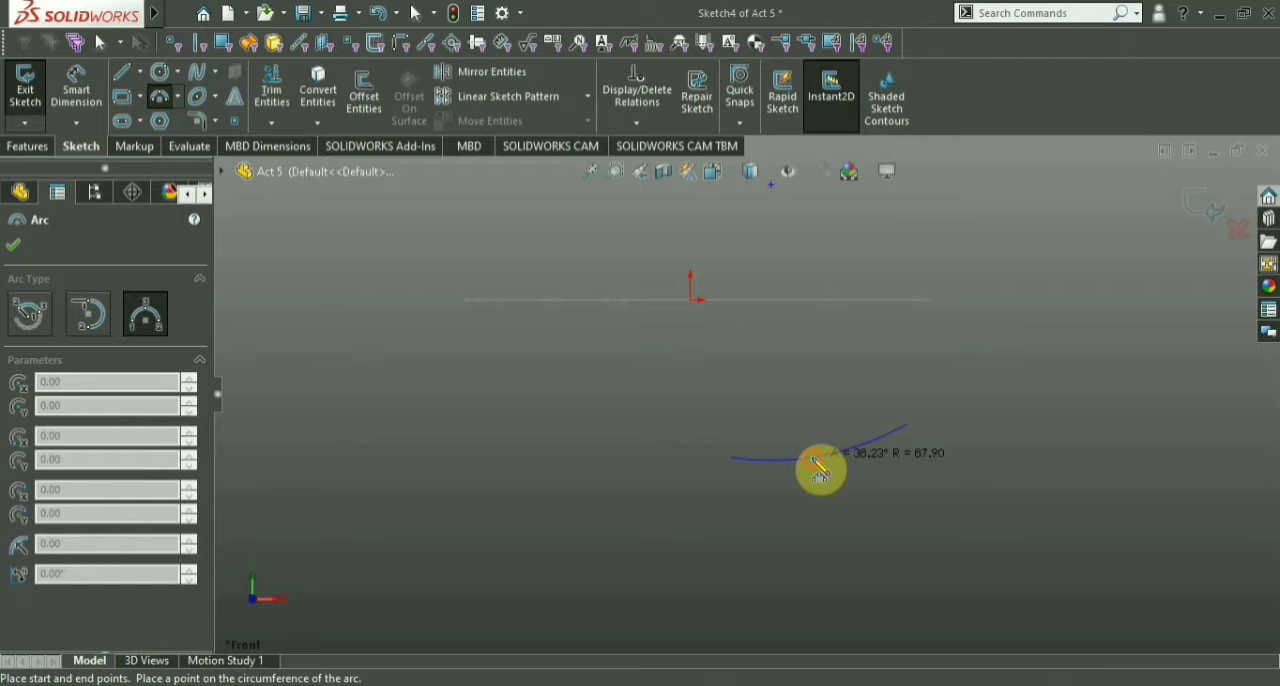 SOLIDWORKS
Sketch4 of Act 5 *
Search Commands
?
Exit Sketch
Smart Dimension
Trim Entities
Convert Entities
Offset Entities
Offset On Surface
Mirror Entities
Linear Sketch Pattern
Move Entities
Display/Delete Relations
Repair Sketch
Quick Snaps
Rapid Sketch
Instant2D
Shaded Sketch Contours
Features
Sketch
Markup
Evaluate
MBD Dimensions
SOLIDWORKS Add-Ins
MBD
SOLIDWORKS CAM
SOLIDWORKS CAM TBM
Act 5 (Default<<Default>...
Arc
?
Arc Type
Parameters
0.00
0.00
0.00
0.00
0.00
0.00
0.00
0.00°
A = 38.23° R = 87.90
*Front
Model
3D Views
Motion Study 1
Place start and end points. Place a point on the circumference of the arc.